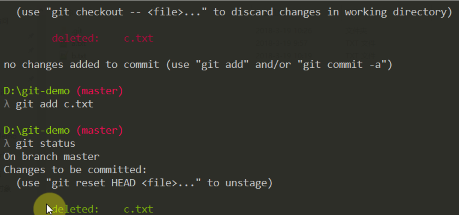 (use "git checkout -- <file>..." to discard changes in working directory)
deleted: c.txt
no changes added to commit (use "git add" and/or "git commit -a")
D:\git-demo (master)
λ git add c.txt
D:\git-demo (master)
λ git status
On branch master
Changes to be committed:
(use "git reset HEAD <file>..." to unstage)
deleted: c.txt